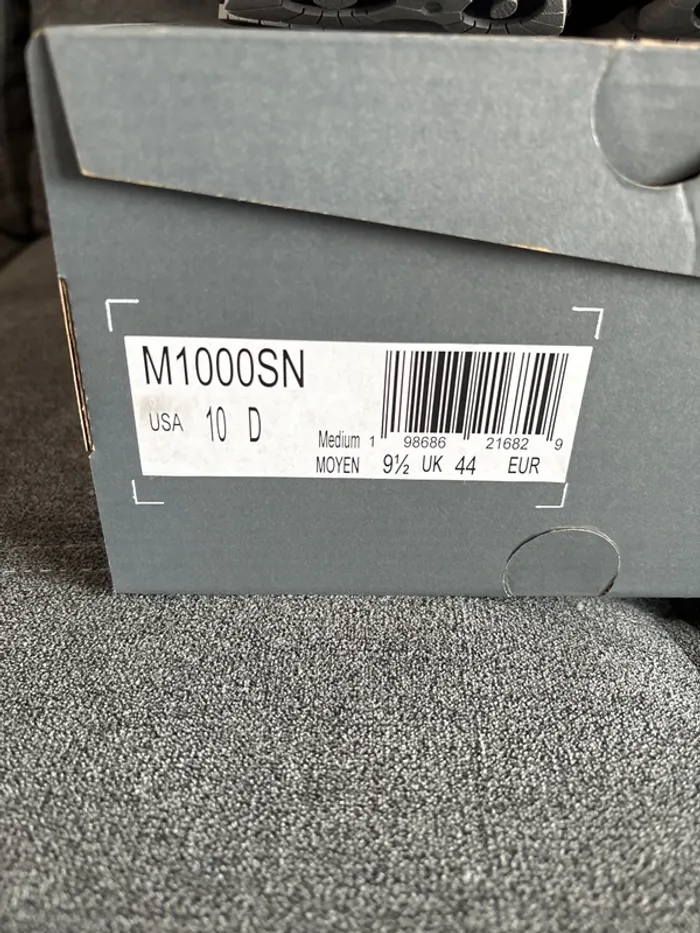 M1000SN
USA 10 D
Medium 1 98686 21682 9
MOYEN 9½ UK 44 EUR